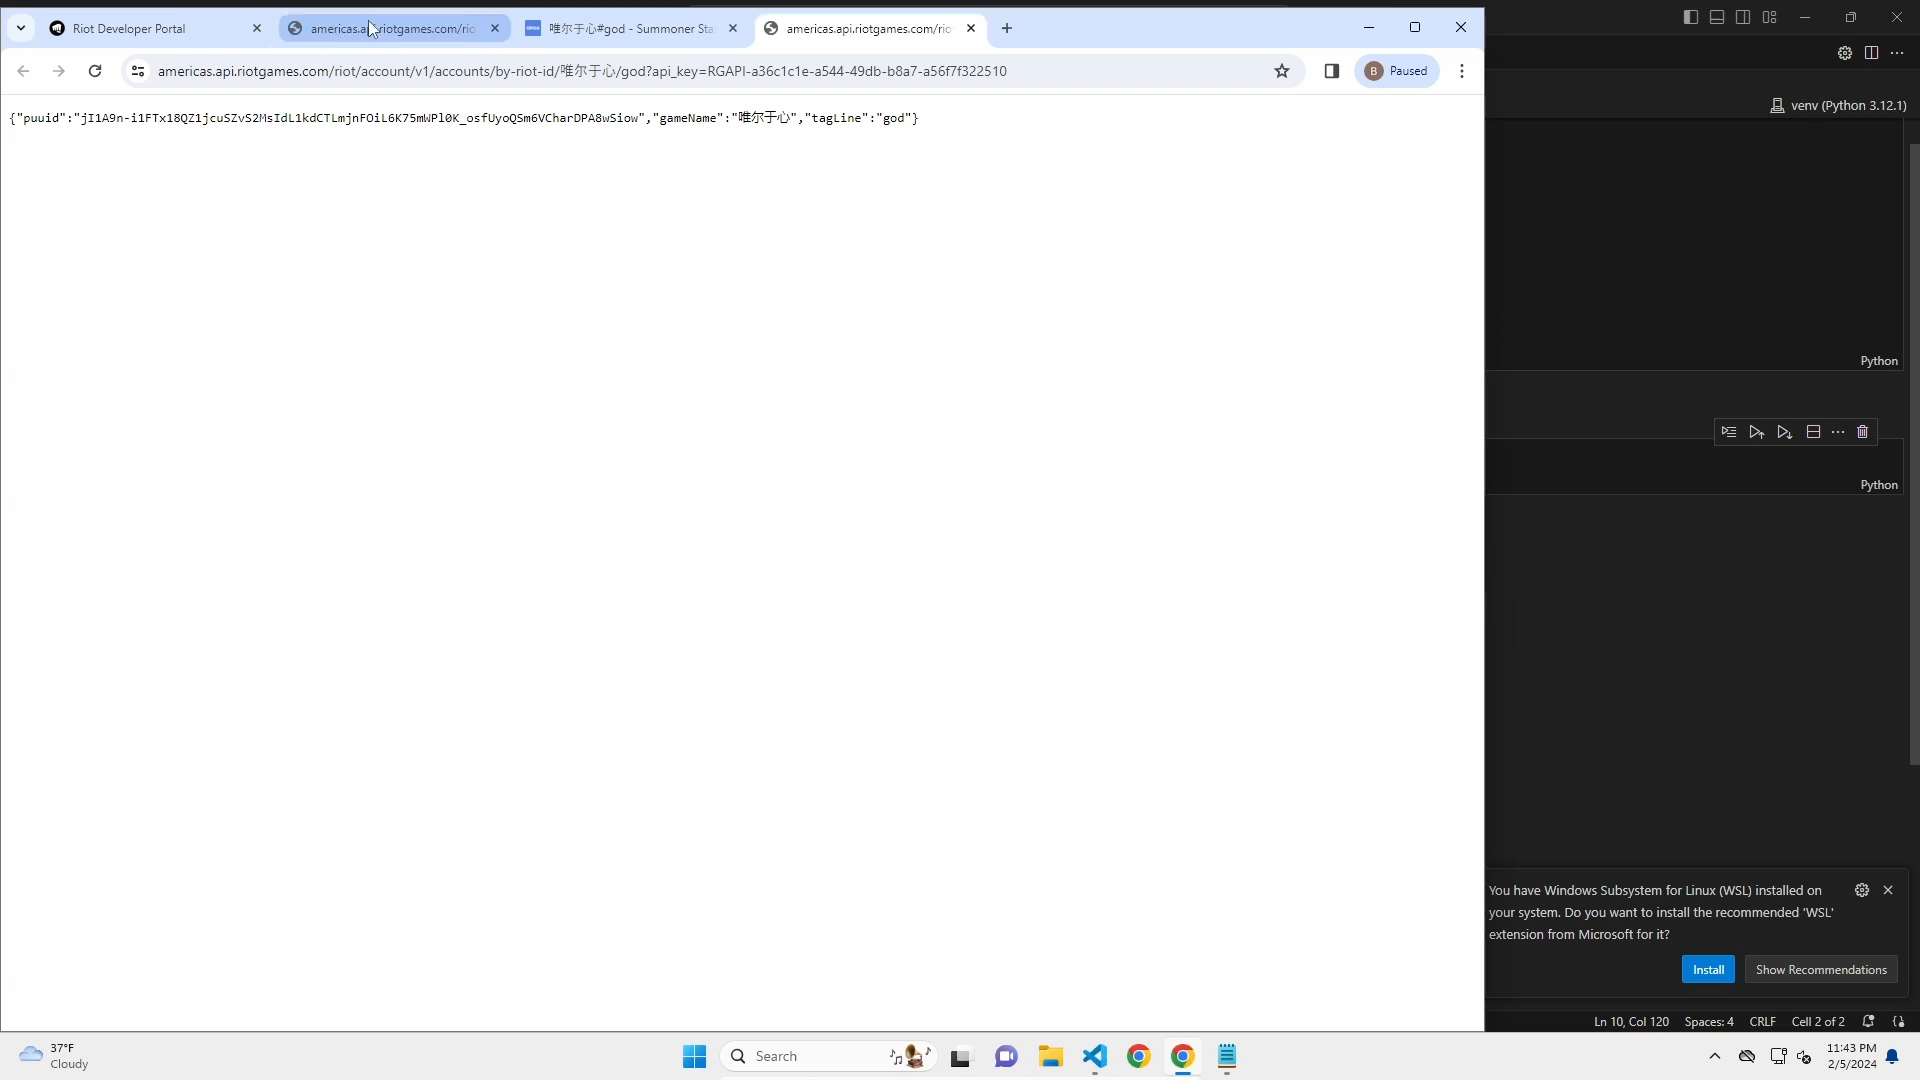 Riot Developer Portal
americas.api.riotgames.com/rio
唯尔于心#god - Summoner Sta
americas.api.riotgames.com/rio
americas.api.riotgames.com/riot/account/v1/accounts/by-riot-id/唯尔于心/god?api_key=RGAPI-a36c1c1e-a544-49db-b8a7-a56f7f322510
B
Paused
venv (Python 3.12.1)
{"puuid":"jI1A9n-i1FTx18QZ1jcuSZvS2MsIdL1kdCTLmjnFOiL6K75mWPl0K_osfUyoQSm6VCharDPA8wSiow","gameName":"唯尔于心","tagLine":"god"}
Python
Python
You have Windows Subsystem for Linux (WSL) installed on
your system. Do you want to install the recommended 'WSL'
extension from Microsoft for it?
Install
Show Recommendations
Ln 10, Col 120
Spaces: 4
CRLF
Cell 2 of 2
37°F
Cloudy
Search
11:43 PM
2/5/2024